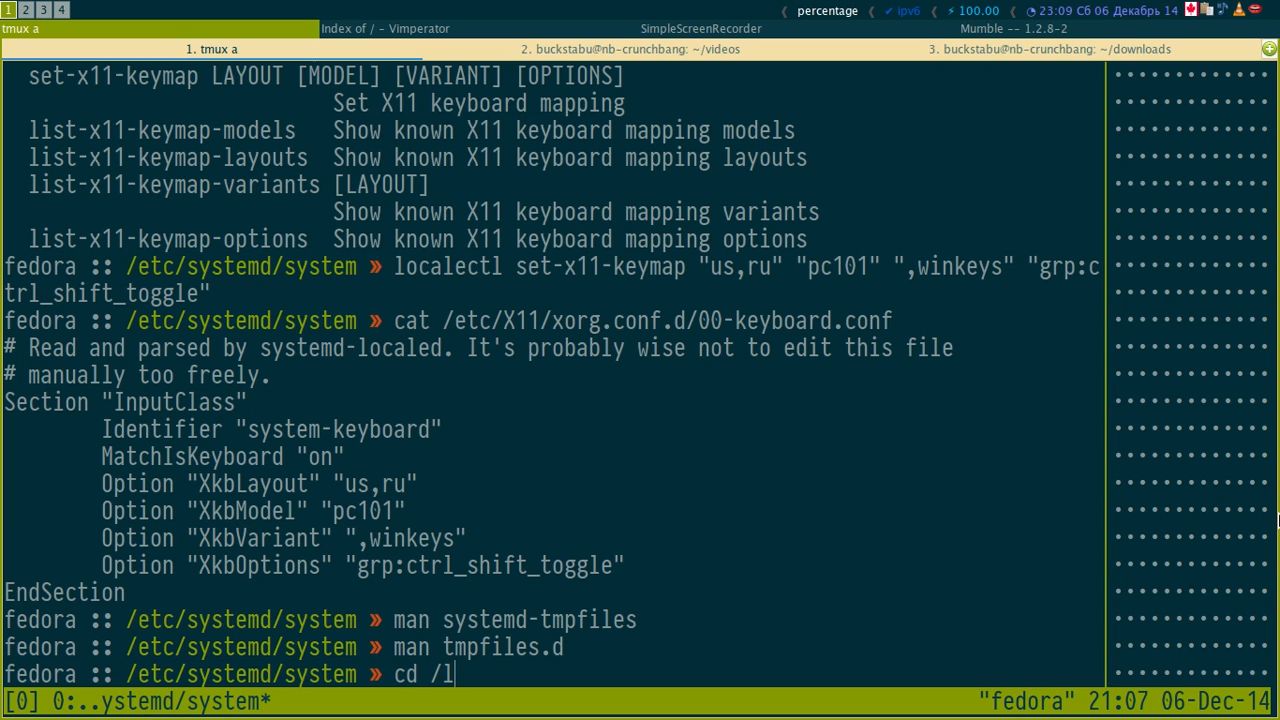 1 2 3 4 percentage ✔ ipv6 ⚡ 100.00 23:09 Сб 06 Декабрь 14
tmux a Index of / - Vimperator SimpleScreenRecorder Mumble -- 1.2.8-2
1. tmux a 2. buckstabu@nb-crunchbang: ~/videos 3. buckstabu@nb-crunchbang: ~/downloads
set-x11-keymap LAYOUT [MODEL] [VARIANT] [OPTIONS]
Set X11 keyboard mapping
list-x11-keymap-models Show known X11 keyboard mapping models
list-x11-keymap-layouts Show known X11 keyboard mapping layouts
list-x11-keymap-variants [LAYOUT]
Show known X11 keyboard mapping variants
list-x11-keymap-options Show known X11 keyboard mapping options
fedora :: /etc/systemd/system » localectl set-x11-keymap "us,ru" "pc101" ",winkeys" "grp:c
trl_shift_toggle"
fedora :: /etc/systemd/system » cat /etc/X11/xorg.conf.d/00-keyboard.conf
# Read and parsed by systemd-localed. It's probably wise not to edit this file
# manually too freely.
Section "InputClass"
Identifier "system-keyboard"
MatchIsKeyboard "on"
Option "XkbLayout" "us,ru"
Option "XkbModel" "pc101"
Option "XkbVariant" ",winkeys"
Option "XkbOptions" "grp:ctrl_shift_toggle"
EndSection
fedora :: /etc/systemd/system » man systemd-tmpfiles
fedora :: /etc/systemd/system » man tmpfiles.d
fedora :: /etc/systemd/system » cd /l
[0] 0:..ystemd/system* "fedora" 21:07 06-Dec-14